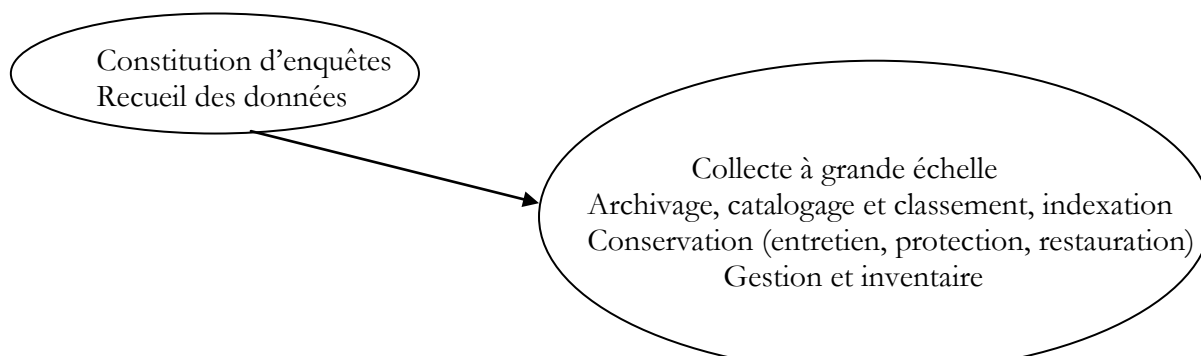 Constitution d’enquêtes
Recueil des données
Collecte à grande échelle
Archivage, catalogage et classement, indexation
Conservation (entretien, protection, restauration)
Gestion et inventaire